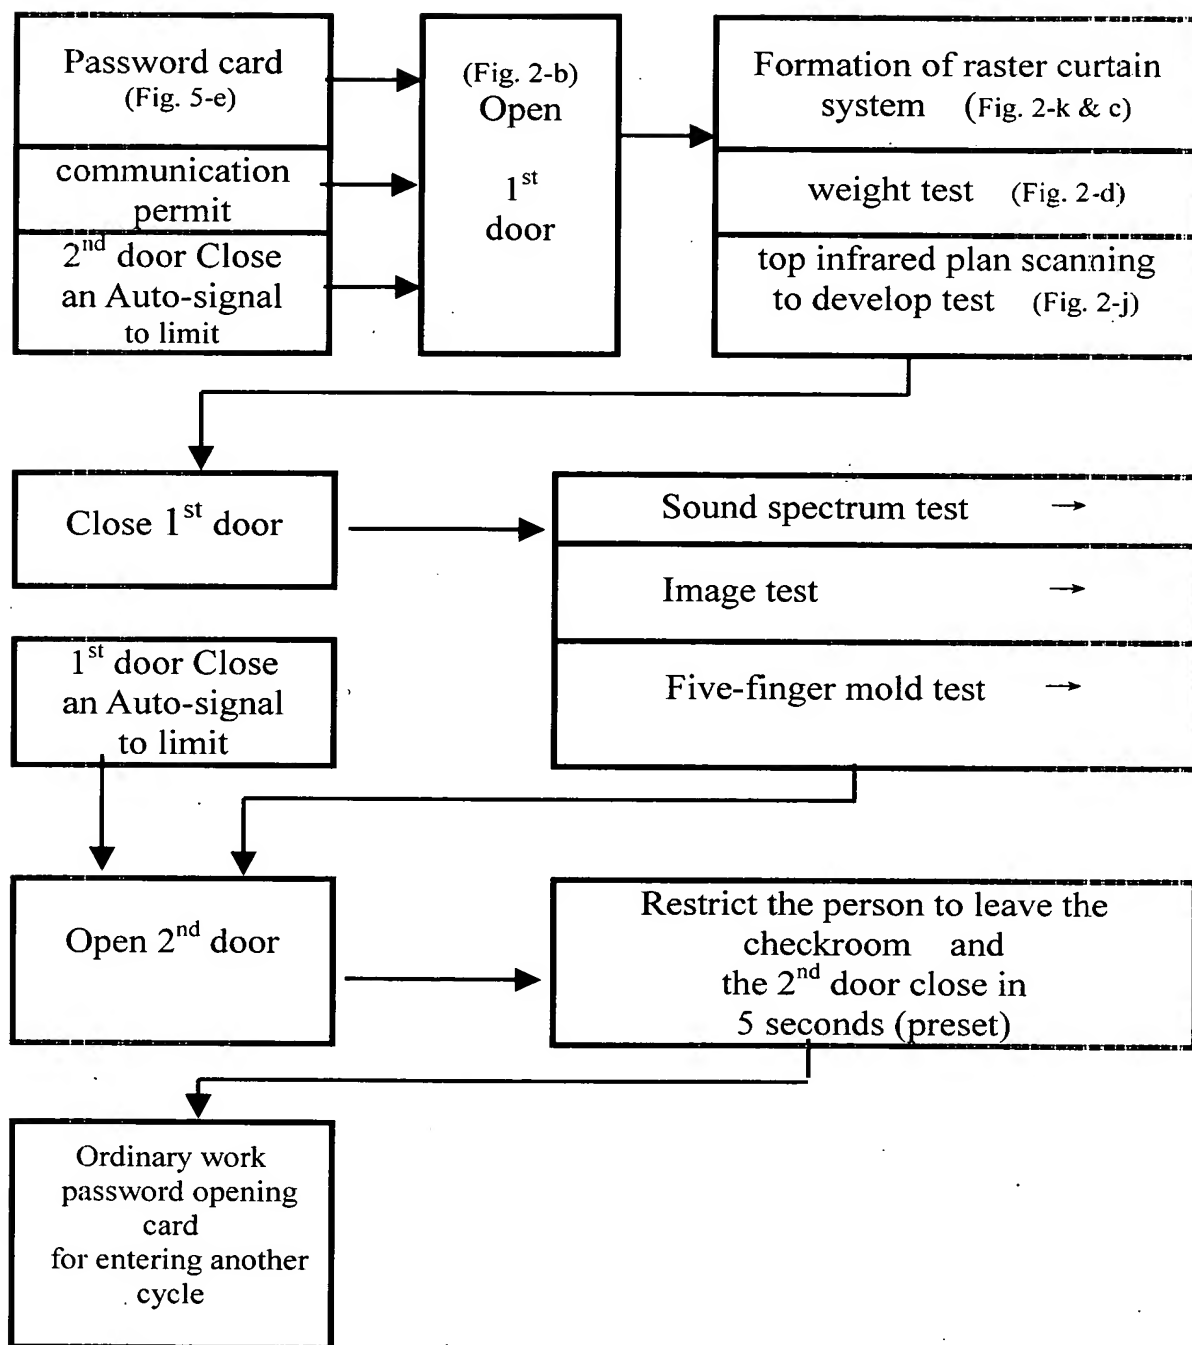 Password card
(Fig. 5-e)
communication
permit
2nd door Close
an Auto-signal
to limit
(Fig. 2-b)
Open
1st
door
Formation of raster curtain
system (Fig. 2-k & c)
weight test (Fig. 2-d)
top infrared plan scanning
to develop test (Fig. 2-j)
Close 1st door
Sound spectrum test →
Image test →
Five-finger mold test →
1st door Close
an Auto-signal
to limit
Open 2nd door
Restrict the person to leave the
checkroom and
the 2nd door close in
5 seconds (preset)
Ordinary work
password opening
card
for entering another
cycle